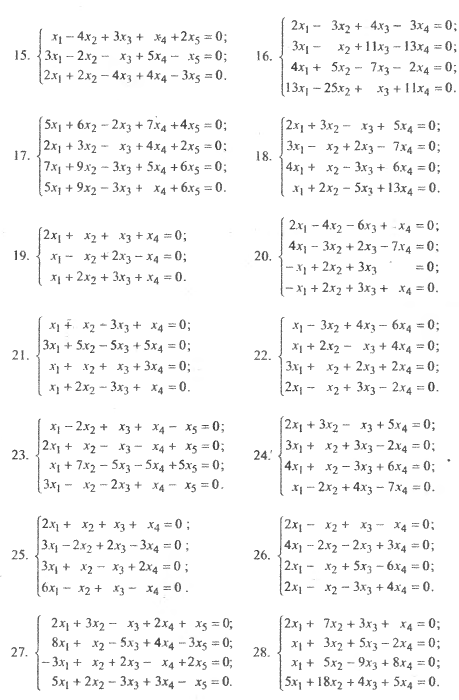 15.
x₁ − 4x₂ + 3x₃ + x₄ + 2x₅ = 0;
3x₁ − 2x₂ − x₃ + 5x₄ − x₅ = 0;
2x₁ + 2x₂ − 4x₃ + 4x₄ − 3x₅ = 0.
16.
2x₁ − 3x₂ + 4x₃ − 3x₄ = 0;
3x₁ − x₂ + 11x₃ − 13x₄ = 0;
4x₁ + 5x₂ − 7x₃ − 2x₄ = 0;
13x₁ − 25x₂ + x₃ + 11x₄ = 0.
17.
5x₁ + 6x₂ − 2x₃ + 7x₄ + 4x₅ = 0;
2x₁ + 3x₂ − x₃ + 4x₄ + 2x₅ = 0;
7x₁ + 9x₂ − 3x₃ + 5x₄ + 6x₅ = 0;
5x₁ + 9x₂ − 3x₃ + x₄ + 6x₅ = 0.
18.
2x₁ + 3x₂ − x₃ + 5x₄ = 0;
3x₁ − x₂ + 2x₃ − 7x₄ = 0;
4x₁ + x₂ − 3x₃ + 6x₄ = 0;
x₁ + 2x₂ − 5x₃ + 13x₄ = 0.
19.
2x₁ + x₂ + x₃ + x₄ = 0;
x₁ − x₂ + 2x₃ − x₄ = 0;
x₁ + 2x₂ + 3x₃ + x₄ = 0.
20.
2x₁ − 4x₂ − 6x₃ + x₄ = 0;
4x₁ − 3x₂ + 2x₃ − 7x₄ = 0;
−x₁ + 2x₂ + 3x₃ = 0;
−x₁ + 2x₂ + 3x₃ + x₄ = 0.
21.
x₁ + x₂ − 3x₃ + x₄ = 0;
3x₁ + 5x₂ − 5x₃ + 5x₄ = 0;
x₁ + x₂ + x₃ + 3x₄ = 0;
x₁ + 2x₂ − 3x₃ + x₄ = 0.
22.
x₁ − 3x₂ + 4x₃ − 6x₄ = 0;
x₁ + 2x₂ − x₃ + 4x₄ = 0;
3x₁ + x₂ + 2x₃ + 2x₄ = 0;
2x₁ − x₂ + 3x₃ − 2x₄ = 0.
23.
x₁ − 2x₂ + x₃ + x₄ − x₅ = 0;
2x₁ + x₂ − x₃ − x₄ + x₅ = 0;
x₁ + 7x₂ − 5x₃ − 5x₄ + 5x₅ = 0;
3x₁ − x₂ − 2x₃ + x₄ − x₅ = 0.
24.
2x₁ + 3x₂ − x₃ + 5x₄ = 0;
3x₁ + x₂ + 3x₃ − 2x₄ = 0;
4x₁ + x₂ − 3x₃ + 6x₄ = 0;
x₁ − 2x₂ + 4x₃ − 7x₄ = 0.
25.
2x₁ + x₂ + x₃ + x₄ = 0 ;
3x₁ − 2x₂ + 2x₃ − 3x₄ = 0 ;
3x₁ + x₂ − x₃ + 2x₄ = 0 ;
6x₁ − x₂ + x₃ − x₄ = 0 .
26.
2x₁ − x₂ + x₃ − x₄ = 0;
4x₁ − 2x₂ − 2x₃ + 3x₄ = 0;
2x₁ − x₂ + 5x₃ − 6x₄ = 0;
2x₁ − x₂ − 3x₃ + 4x₄ = 0.
27.
2x₁ + 3x₂ − x₃ + 2x₄ + x₅ = 0;
8x₁ + x₂ − 5x₃ + 4x₄ − 3x₅ = 0;
−3x₁ + x₂ + 2x₃ − x₄ + 2x₅ = 0;
5x₁ + 2x₂ − 3x₃ + 3x₄ − x₅ = 0.
28.
2x₁ + 7x₂ + 3x₃ + x₄ = 0;
x₁ + 3x₂ + 5x₃ − 2x₄ = 0;
x₁ + 5x₂ − 9x₃ + 8x₄ = 0;
5x₁ + 18x₂ + 4x₃ + 5x₄ = 0.